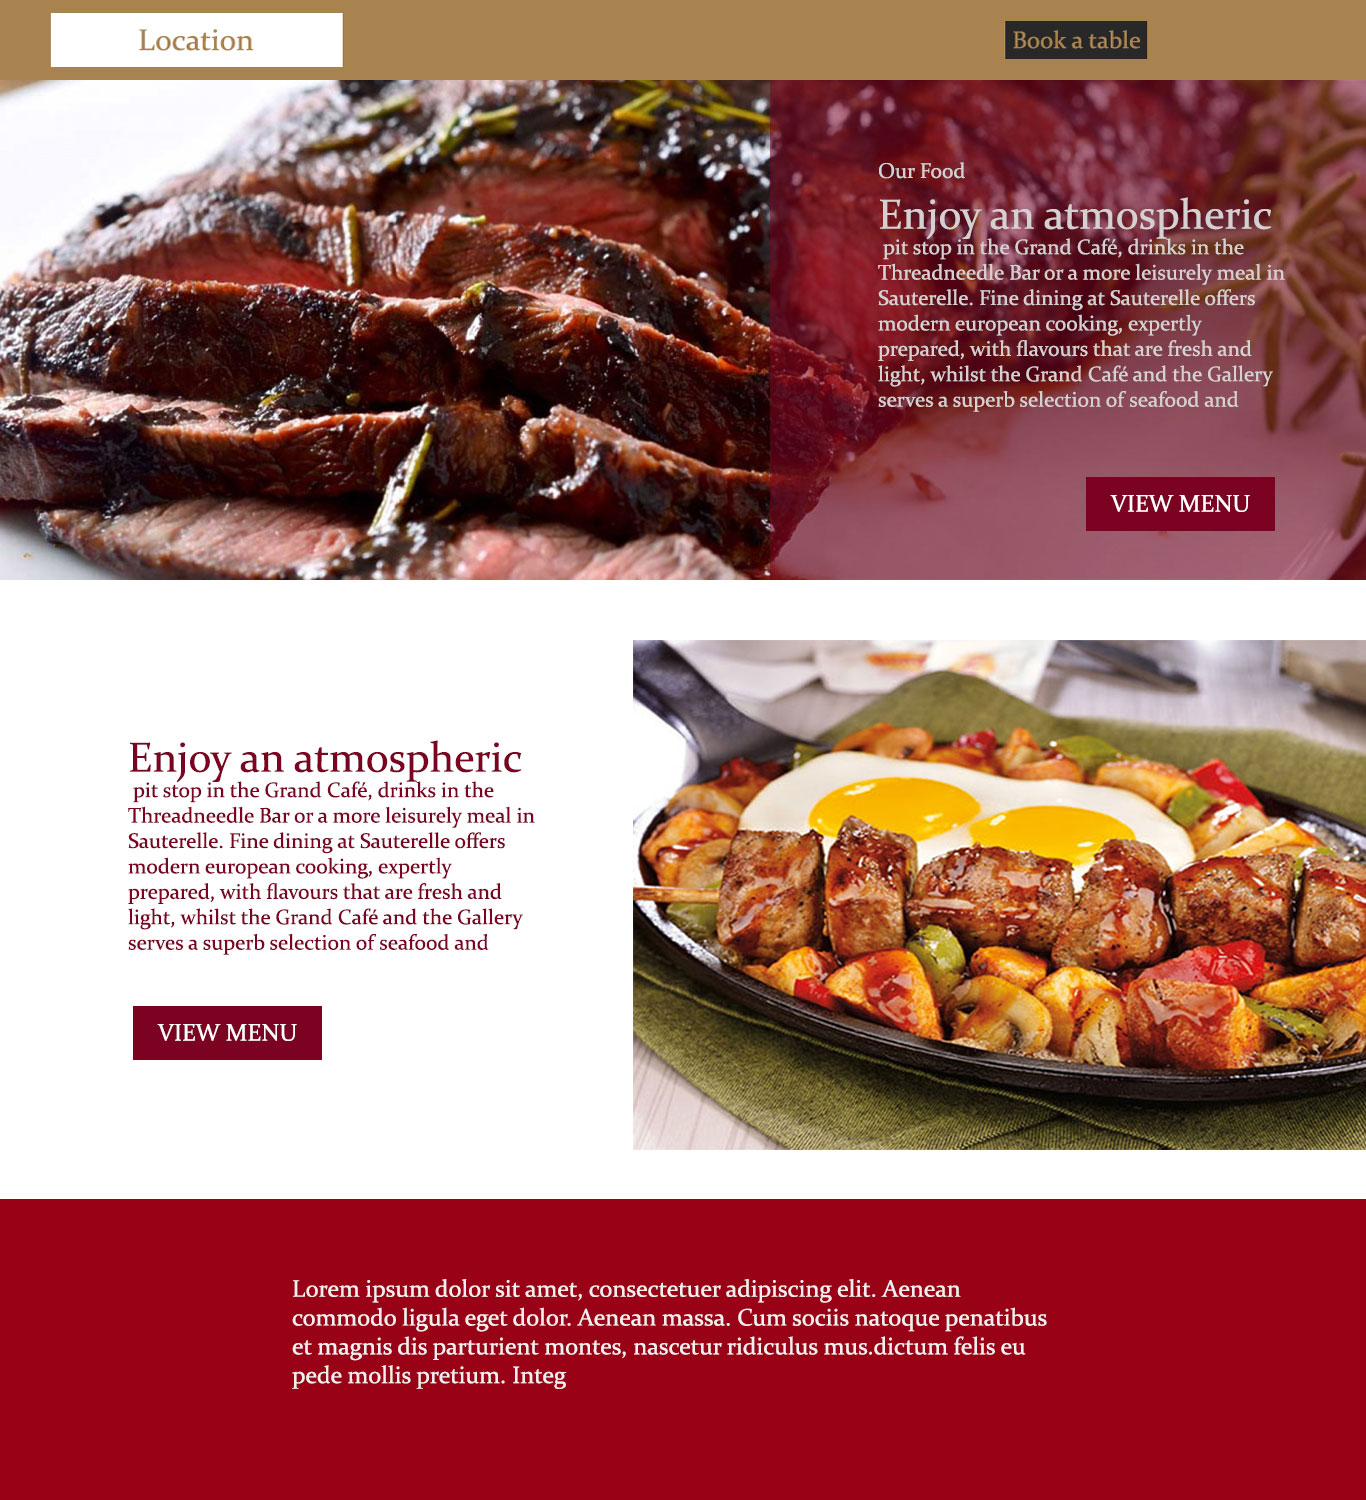 Location
Book a table
Our Food
Enjoy an atmospheric
pit stop in the Grand Café, drinks in the
Threadneedle Bar or a more leisurely meal in
Sauterelle. Fine dining at Sauterelle offers
modern european cooking, expertly
prepared, with flavours that are fresh and
light, whilst the Grand Café and the Gallery
serves a superb selection of seafood and
VIEW MENU
Enjoy an atmospheric
pit stop in the Grand Café, drinks in the
Threadneedle Bar or a more leisurely meal in
Sauterelle. Fine dining at Sauterelle offers
modern european cooking, expertly
prepared, with flavours that are fresh and
light, whilst the Grand Café and the Gallery
serves a superb selection of seafood and
VIEW MENU
Lorem ipsum dolor sit amet, consectetuer adipiscing elit. Aenean
commodo ligula eget dolor. Aenean massa. Cum sociis natoque penatibus
et magnis dis parturient montes, nascetur ridiculus mus.dictum felis eu
pede mollis pretium. Integ